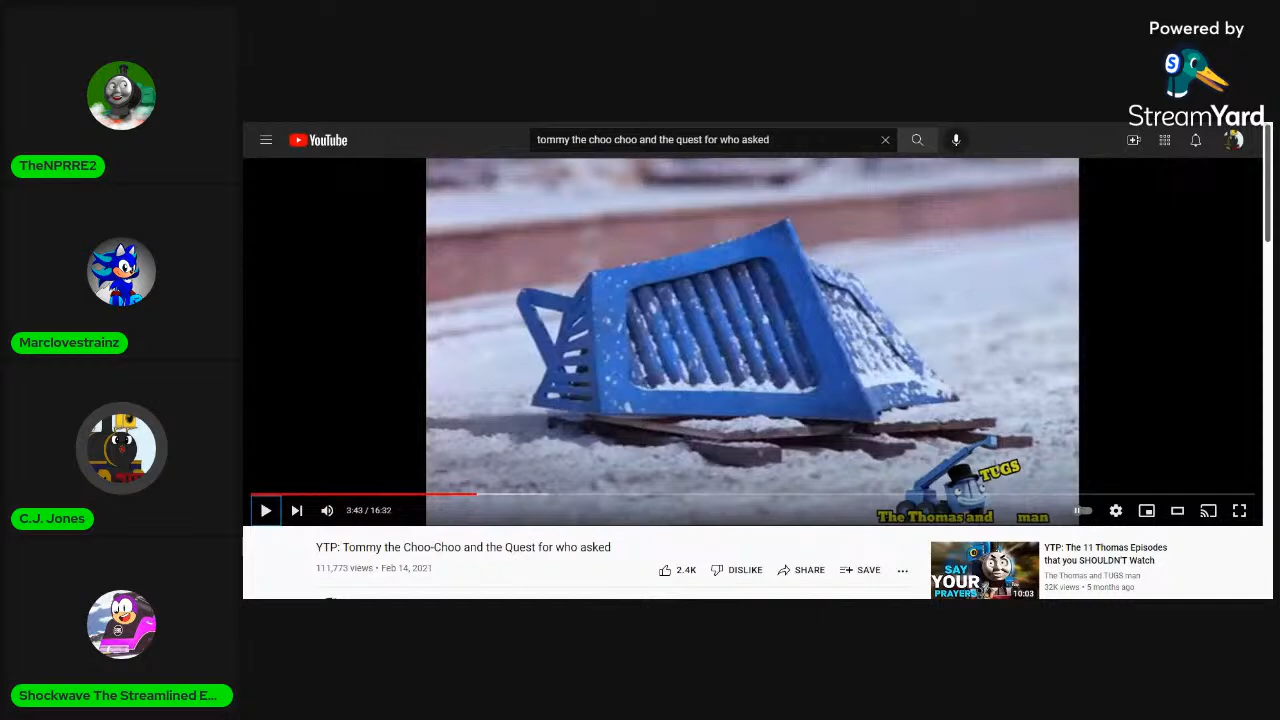 Powered by
StreamYard
TheNPRRE2
Marclovestrainz
C.J. Jones
Shockwave The Streamlined E...
YouTube
tommy the choo choo and the quest for who asked
TUGS
The Thomas and man
3:43 / 16:32
YTP: Tommy the Choo-Choo and the Quest for who asked
111,773 views • Feb 14, 2021
2.4K
DISLIKE
SHARE
SAVE
SAY
YOUR
PRAYERS
10:03
YTP: The 11 Thomas Episodes
that you SHOULDN'T Watch
The Thomas and TUGS man
32K views • 5 months ago